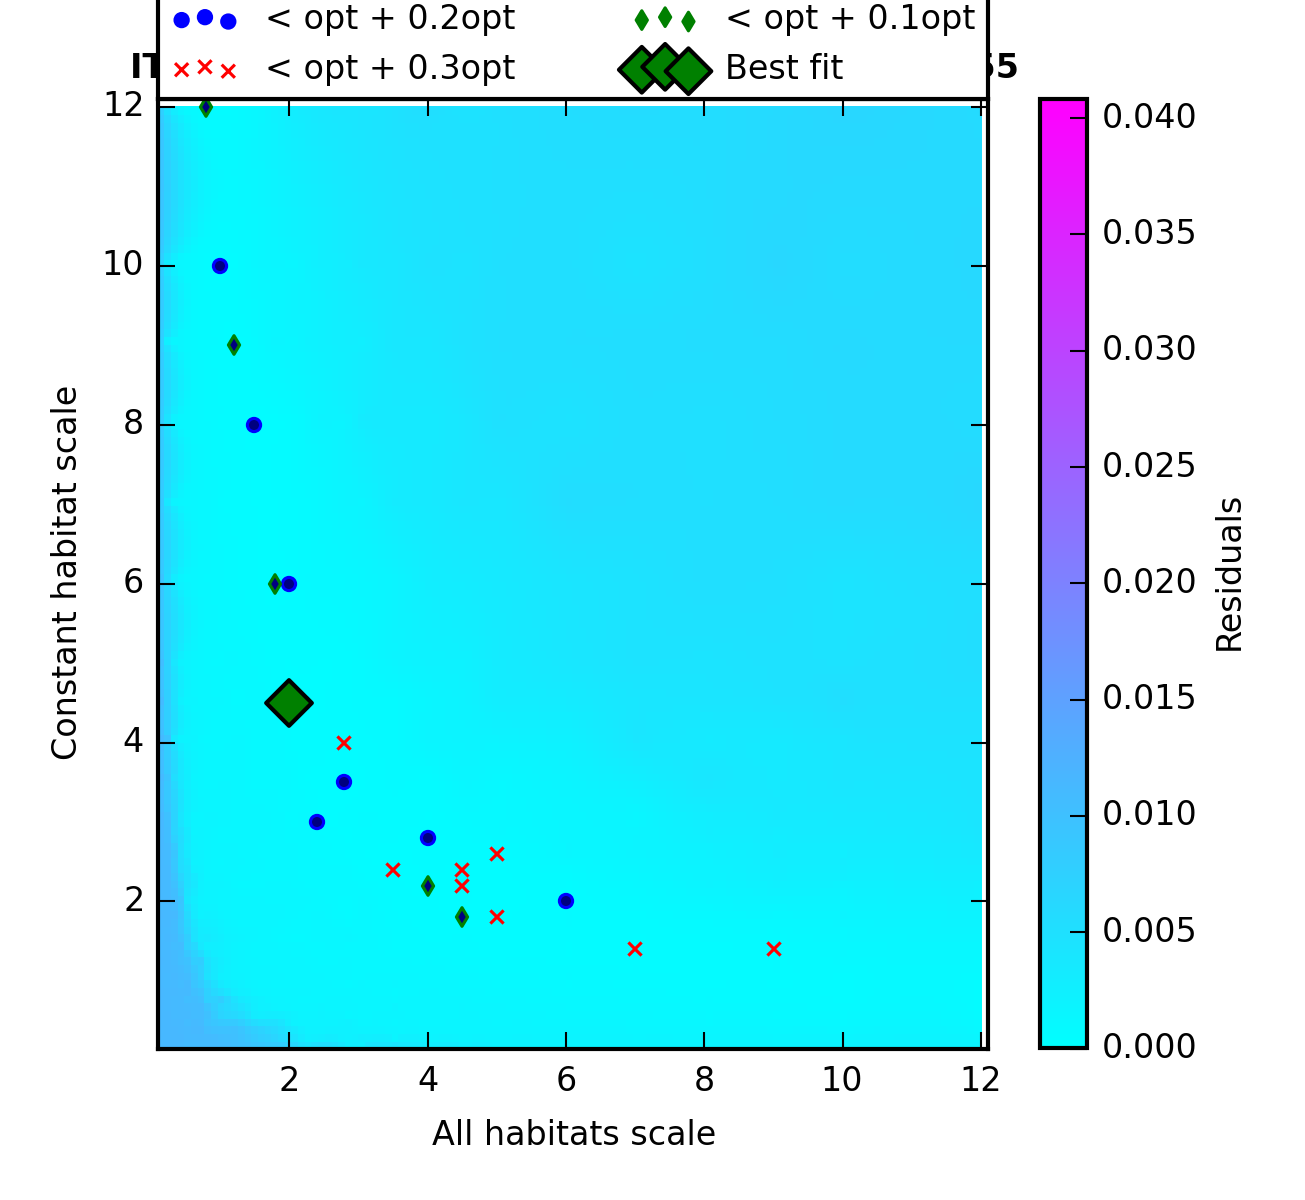 < opt + 0.2opt
< opt + 0.1opt
< opt + 0.3opt
Best fit
12
10
8
6
4
2
Constant habitat scale
2 4 6 8 10 12
All habitats scale
0.040
0.035
0.030
0.025
0.020
0.015
0.010
0.005
0.000
Residuals